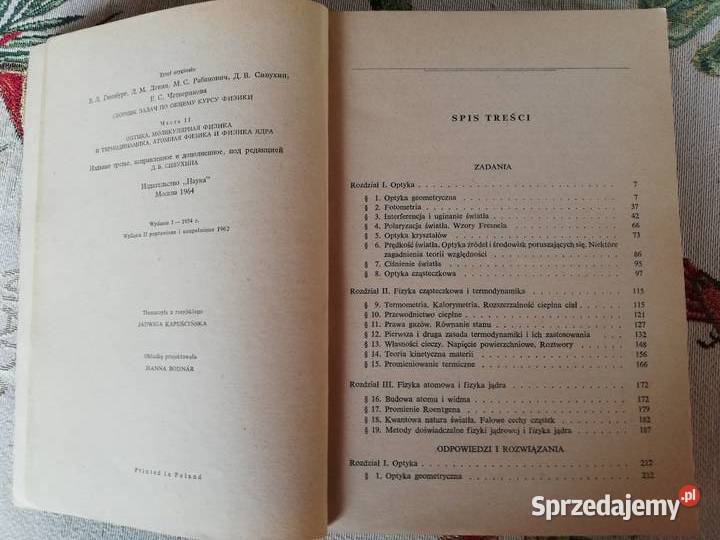 Tytuł oryginału
В. Л. Гинзбург, Л. М. Левин, М. С. Рабинович, Д. В. Сивухин,
Е. С. Четверикова
СБОРНИК ЗАДАЧ ПО ОБЩЕМУ КУРСУ ФИЗИКИ
Часть II
ОПТИКА, МОЛЕКУЛЯРНАЯ ФИЗИКА
И ТЕРМОДИНАМИКА, АТОМНАЯ ФИЗИКА И ФИЗИКА ЯДРА
Издание третье, исправленное и дополненное, под редакцией
Д. В. СИВУХИНА
Издательство „Наука"
Москва 1964
Wydanie I — 1954 r.
Wydanie II poprawione i uzupełnione 1962
Tłumaczyła z rosyjskiego
JADWIGA KAPUŚCIŃSKA
Okładkę projektowała
HANNA BODNÁR
Printed in Poland
SPIS TREŚCI
ZADANIA
Rozdział I. Optyka . . . 7
§ 1. Optyka geometryczna . . . 7
§ 2. Fotometria . . . 37
§ 3. Interferencja i uginanie światła . . . 42
§ 4. Polaryzacja światła. Wzory Fresnela . . . 66
§ 5. Optyka kryształów . . . 73
§ 6. Prędkość światła. Optyka źródeł i środowisk poruszających się. Niektóre
zagadnienia teorii względności . . . 86
§ 7. Ciśnienie światła . . . 95
§ 8. Optyka cząsteczkowa . . . 97
Rozdział II. Fizyka cząsteczkowa i termodynamika . . . 115
§ 9. Termometria, Kalorymetria, Rozszerzalność cieplna ciał . . . 115
§ 10. Przewodnictwo cieplne . . . 121
§ 11. Prawa gazów. Równanie stanu . . . 127
§ 12. Pierwsza i druga zasada termodynamiki i ich zastosowania . . . 132
§ 13. Własności cieczy. Napięcie powierzchniowe, Roztwory . . . 148
§ 14. Teoria kinetyczna materii . . . 156
§ 15. Promieniowanie termiczne . . . 166
Rozdział III. Fizyka atomowa i fizyka jądra . . . 172
§ 16. Budowa atomu i widma . . . 172
§ 17. Promienie Roentgena . . . 179
§ 18. Kwantowa natura światła. Falowe cechy cząstek . . . 182
§ 19. Metody doświadczalne fizyki jądrowej i fizyka jądra . . . 187
ODPOWIEDZI I ROZWIĄZANIA
Rozdział I. Optyka . . . 232
§ 1. Optyka geometryczna . . . 232
Sprzedajemy.pl